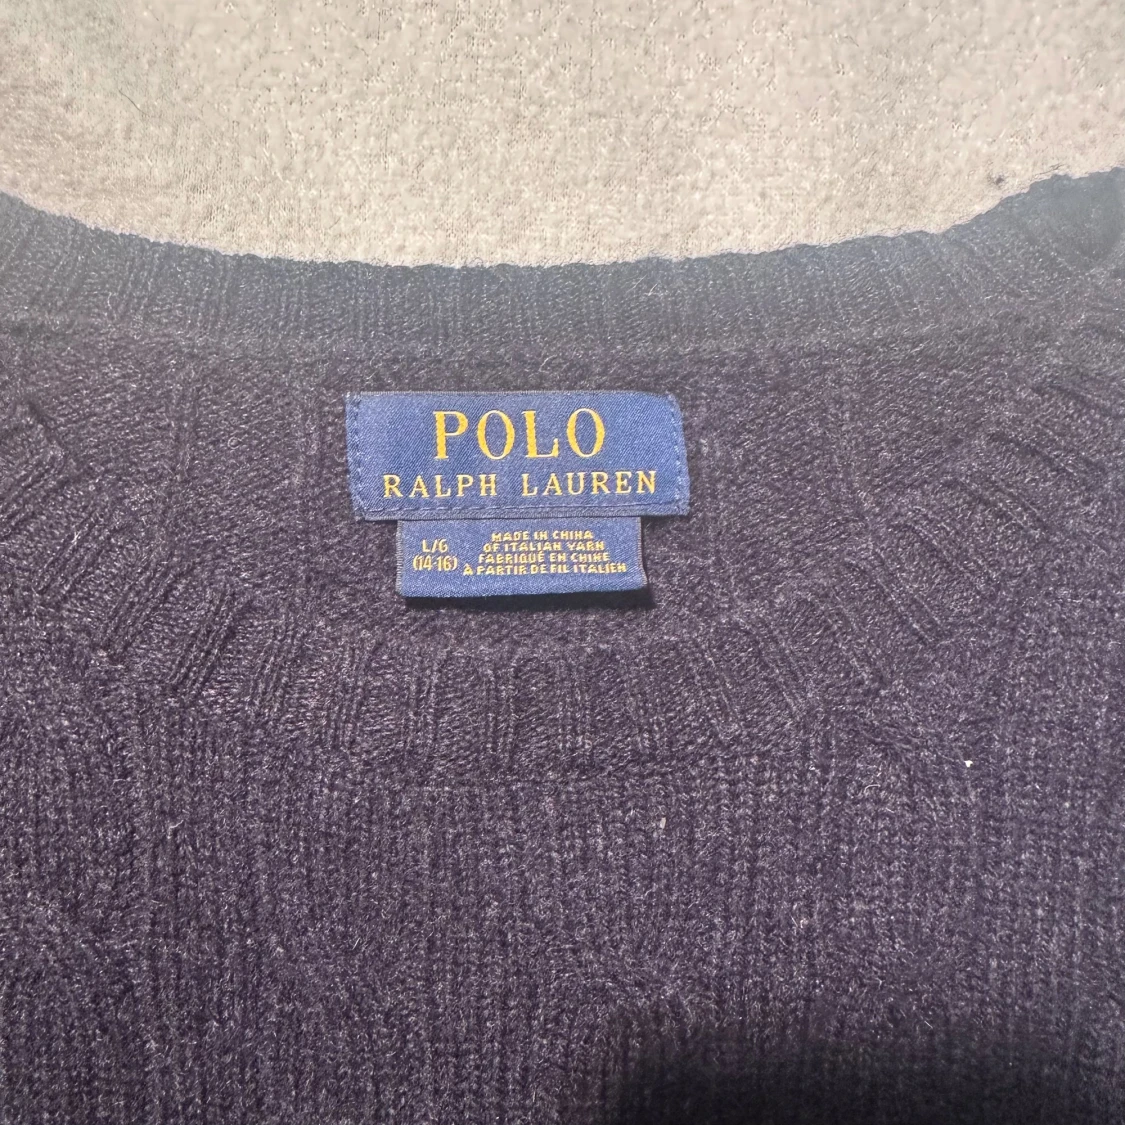 POLO
RALPH LAUREN
L/G
(14-16)
MADE IN CHINA
OF ITALIAN YARN
FABRIQUÉ EN CHINE
À PARTIR DE FIL ITALIEN